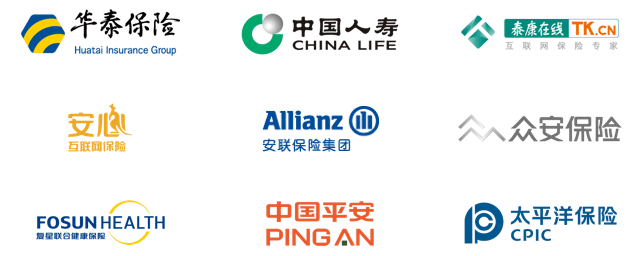 华泰保险
Huatai Insurance Group
中国人寿
CHINA LIFE
泰康在线 TK.CN
互联网保险专家
安心
互联网保险
Allianz
安联保险集团
众安保险
FOSUN HEALTH
复星联合健康保险
中国平安
PING AN
太平洋保险
CPIC